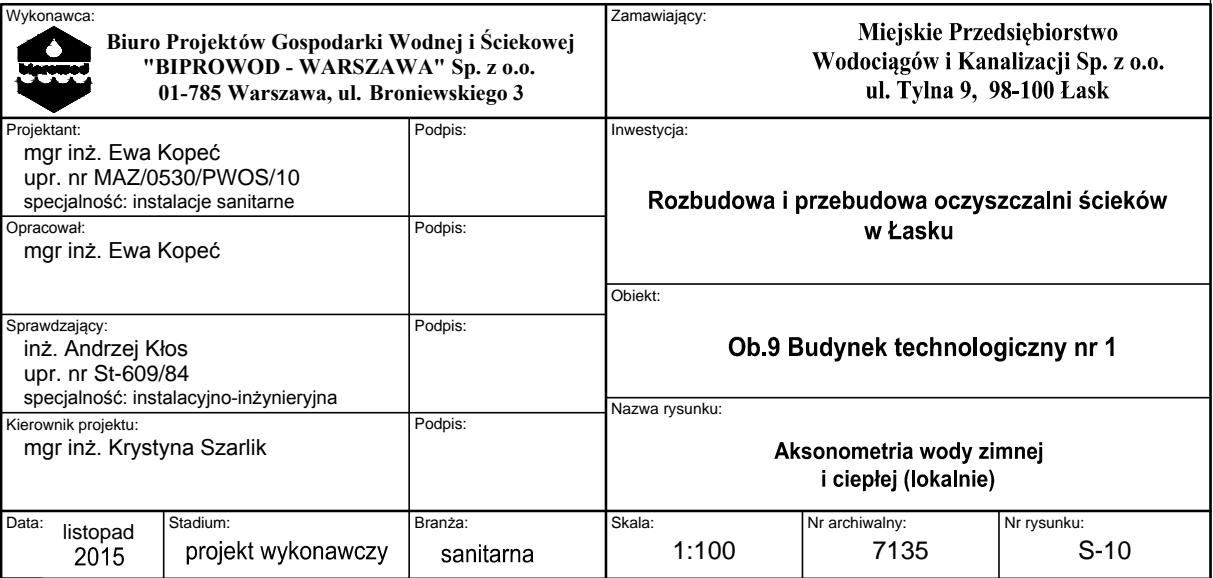 Wykonawca:
biprowod
Biuro Projektów Gospodarki Wodnej i Ściekowej
"BIPROWOD - WARSZAWA" Sp. z o.o.
01-785 Warszawa, ul. Broniewskiego 3
Zamawiający:
Miejskie Przedsiębiorstwo
Wodociągów i Kanalizacji Sp. z o.o.
ul. Tylna 9, 98-100 Łask
Projektant:
mgr inż. Ewa Kopeć
upr. nr MAZ/0530/PWOS/10
specjalność: instalacje sanitarne
Podpis:
Opracował:
mgr inż. Ewa Kopeć
Podpis:
Sprawdzający:
inż. Andrzej Kłos
upr. nr St-609/84
specjalność: instalacyjno-inżynieryjna
Podpis:
Kierownik projektu:
mgr inż. Krystyna Szarlik
Podpis:
Inwestycja:
Rozbudowa i przebudowa oczyszczalni ścieków
w Łasku
Obiekt:
Ob.9 Budynek technologiczny nr 1
Nazwa rysunku:
Aksonometria wody zimnej
i ciepłej (lokalnie)
Data:
listopad
2015
Stadium:
projekt wykonawczy
Branża:
sanitarna
Skala:
1:100
Nr archiwalny:
7135
Nr rysunku:
S-10